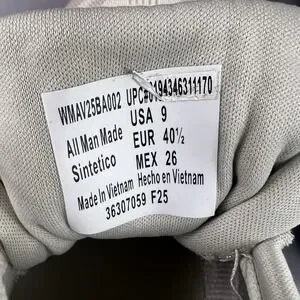 WMAV25BA002 UPC#0194346311170
All Man Made USA 9
Sintetico EUR 40½
MEX 26
Made In Vietnam Hecho en Vietnam
36307059 F25